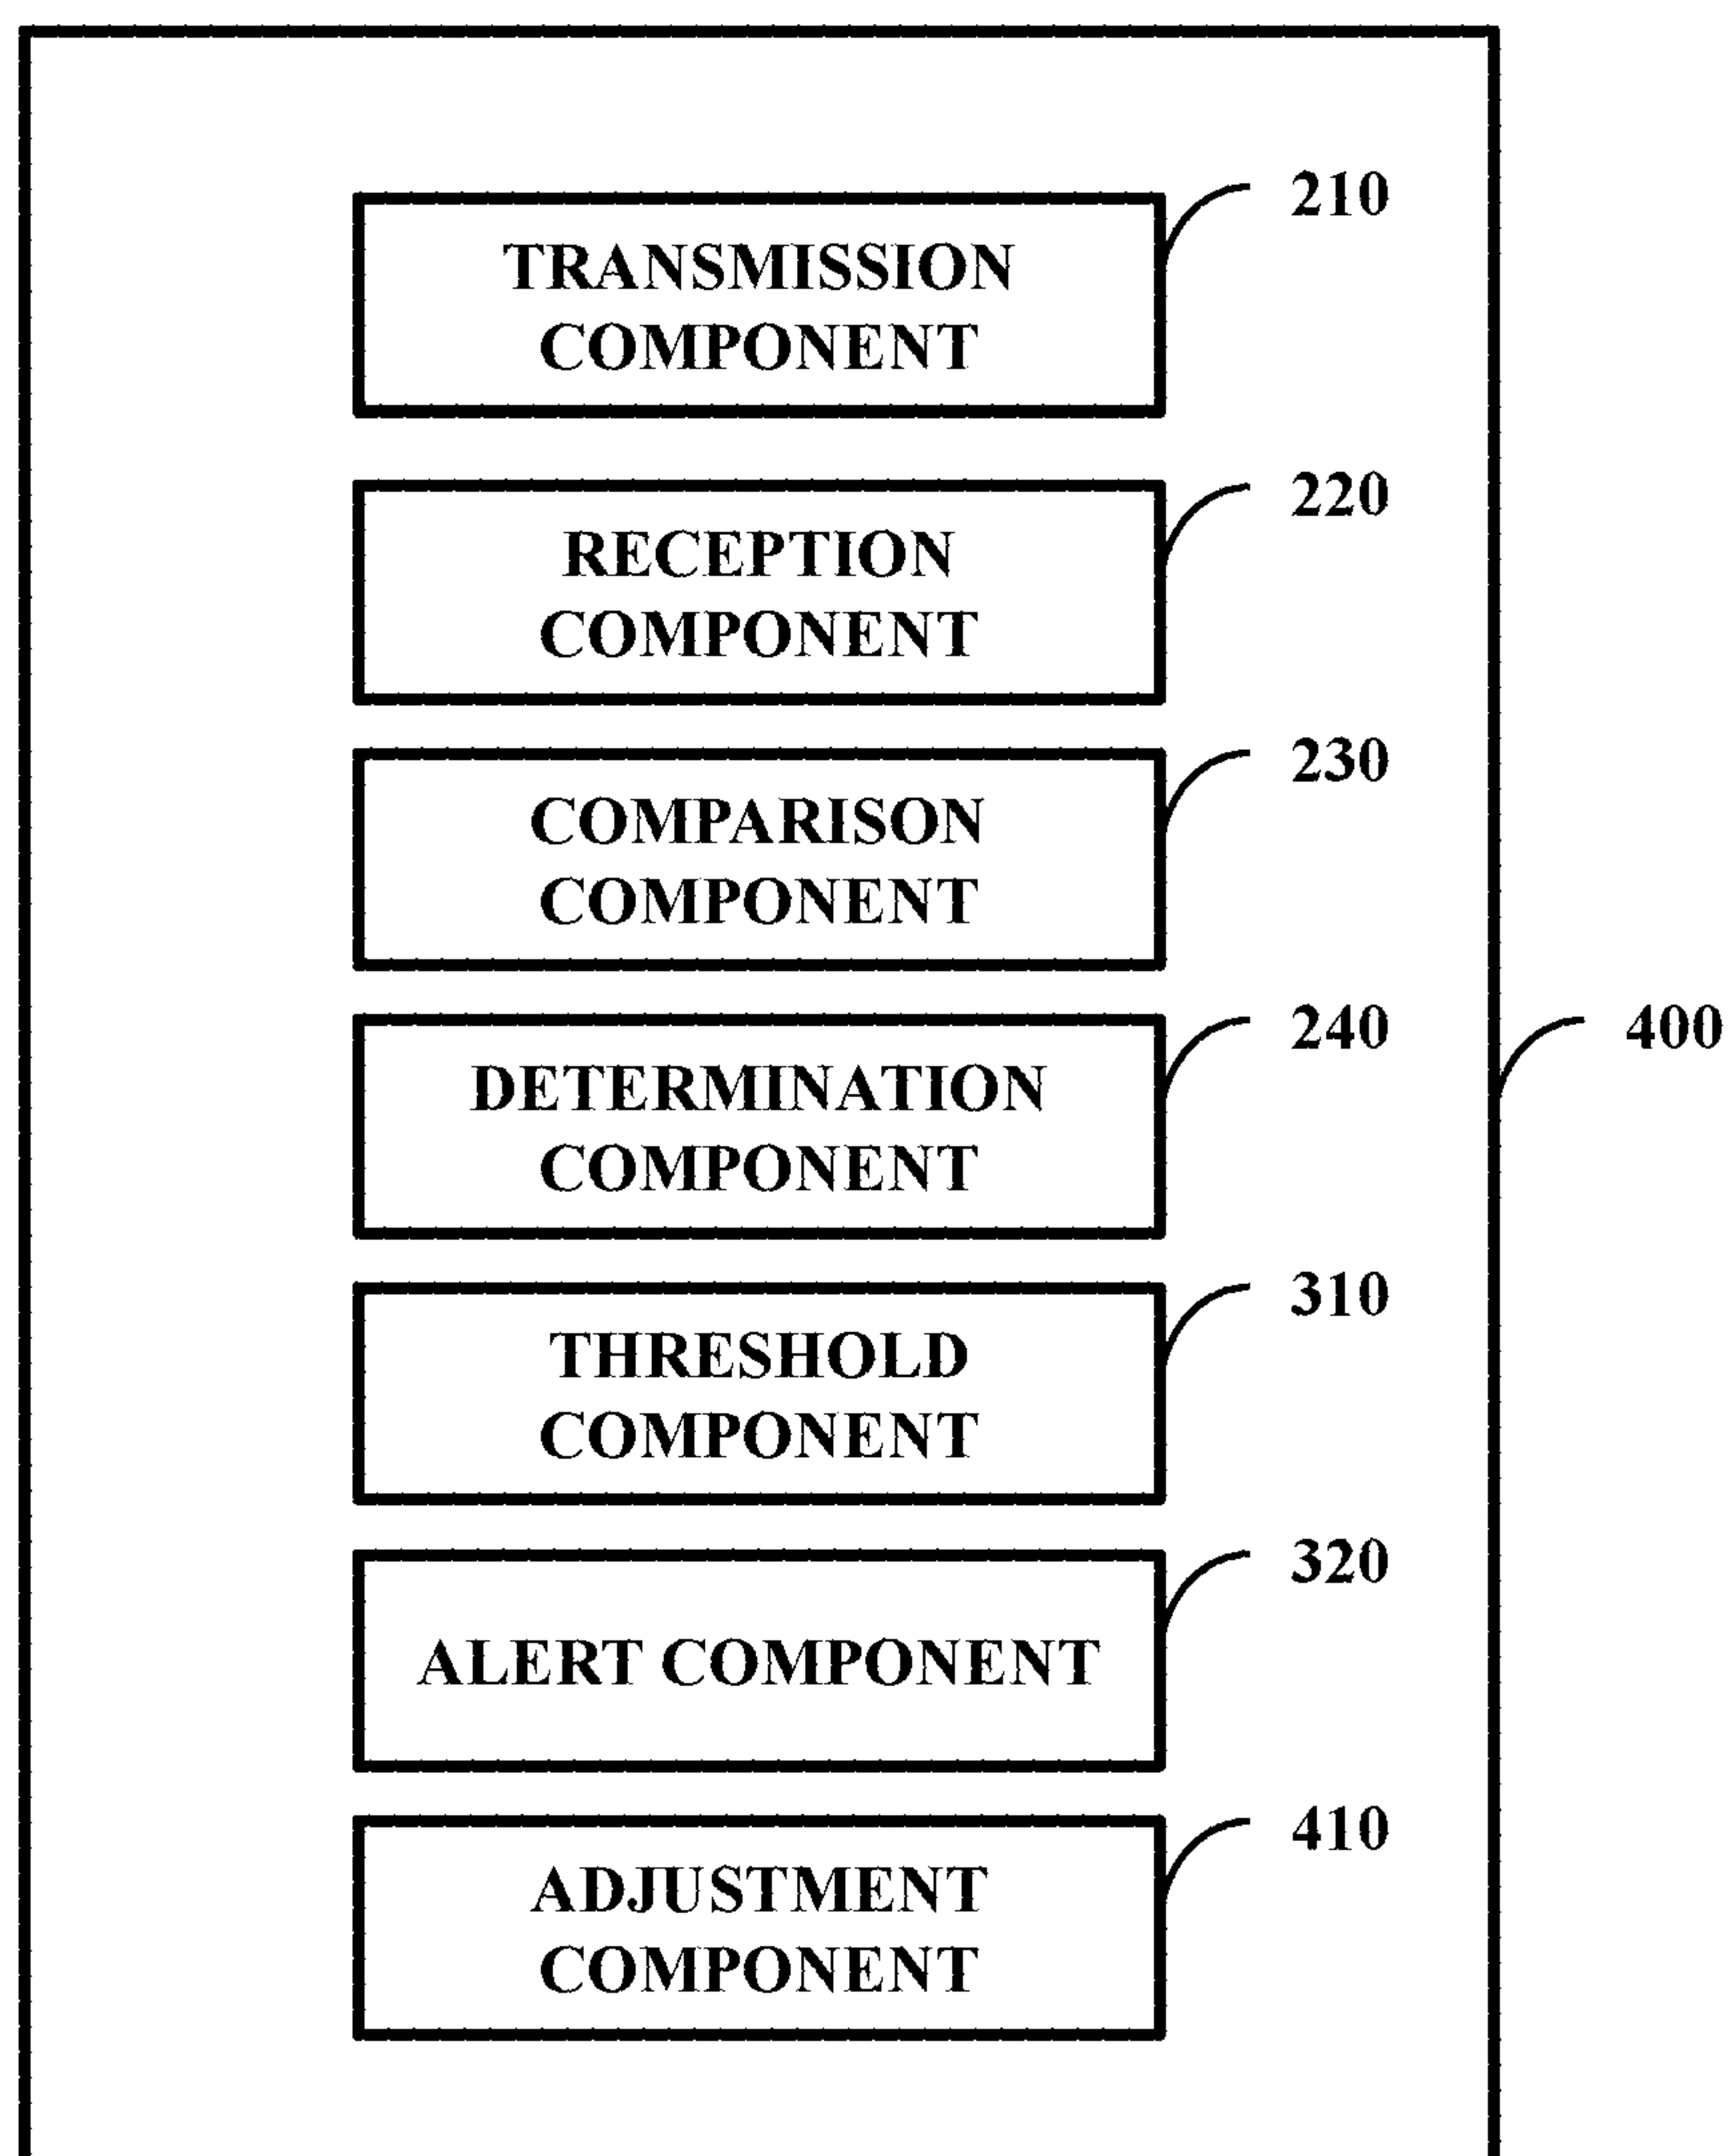 210
TRANSMISSION
COMPONENT
220
RECEPTION
COMPONENT
230
COMPARISON
COMPONENT
240
400
DETERMINATION
COMPONENT
310
THRESHOLD
COMPONENT
320
ALERT COMPONENT
410
ADJUSTMENT
COMPONENT